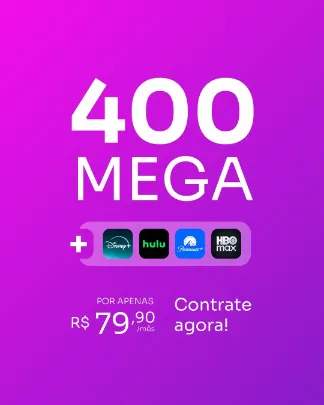 400
MEGA
+ Disney+ hulu Paramount+ HBO max
POR APENAS
R$ 79,90 /mês
Contrate
agora!